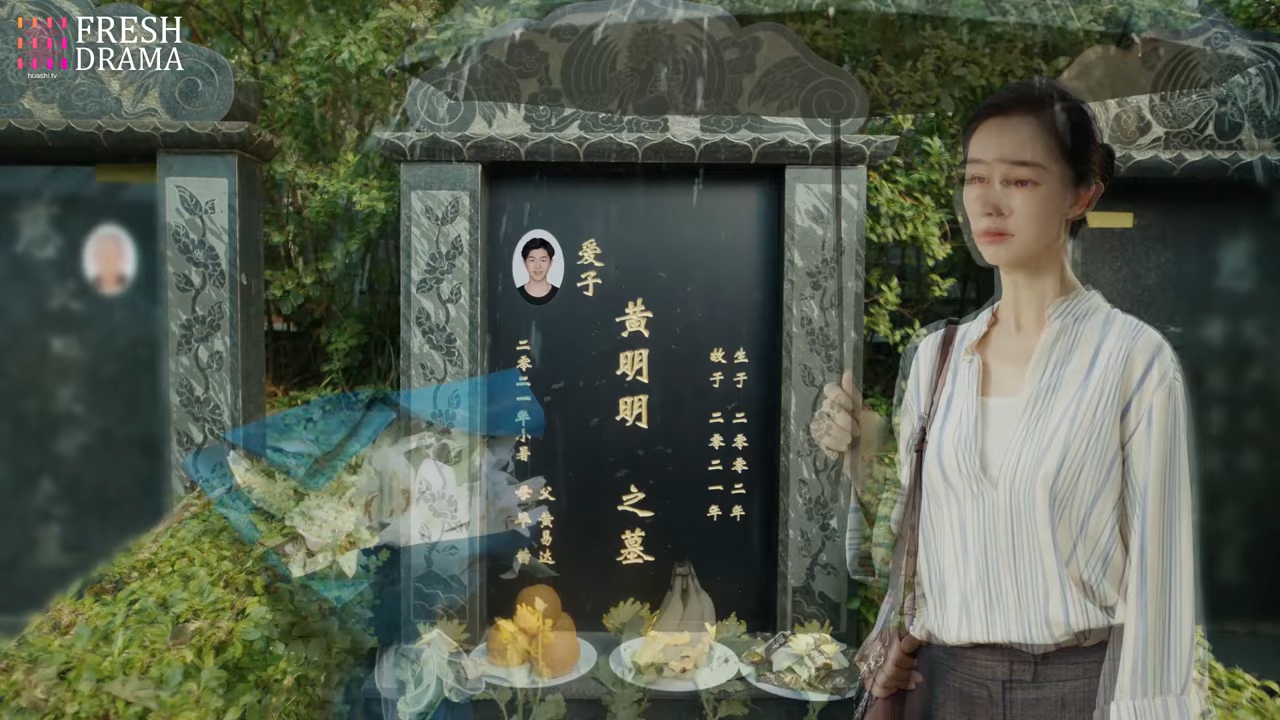 FRESH
DRAMA
huashi.tv
生于 二零零二年
故于 二零二一年
爱子
黄明明 之墓
二零二一年小暑
父 黄易达
母